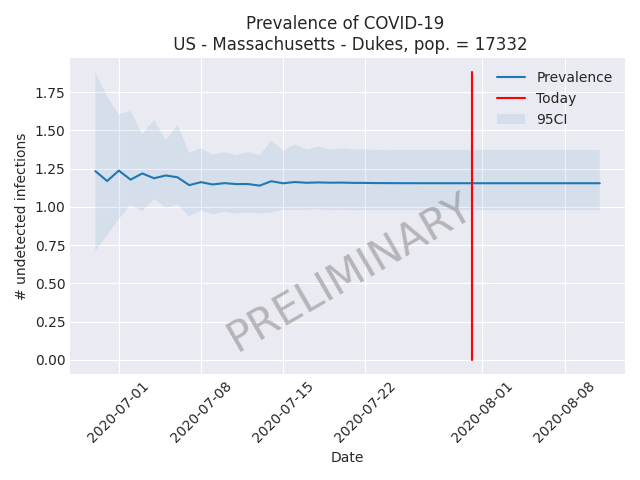 Prevalence of COVID-19
US - Massachusetts - Dukes, pop. = 17332
Prevalence
Today
95CI
1.75
1.50
1.25
1.00
0.75
0.50
0.25
0.00
# undetected infections
PRELIMINARY
2020-07-01
2020-07-08
2020-07-15
2020-07-22
2020-08-01
2020-08-08
Date